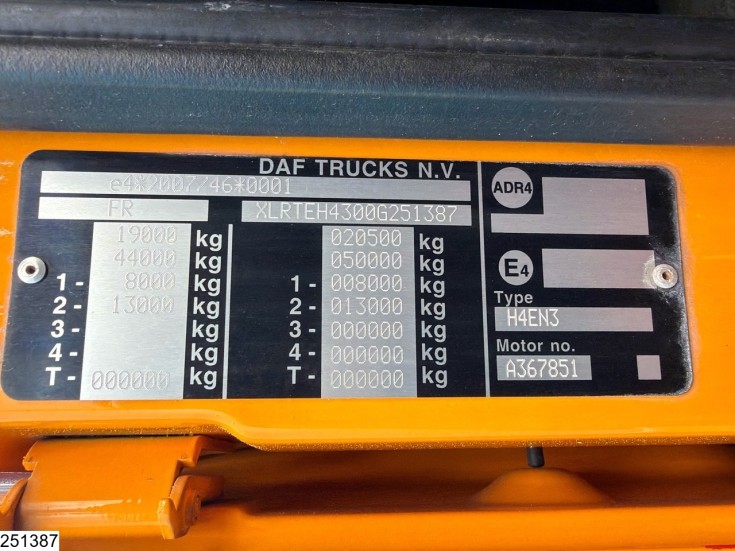 DAF TRUCKS N.V.
e4*2007/46*0001
FR XLRTEH4300G251387
19000 kg 020500 kg
44000 kg 050000 kg
1 - 8000 kg 1 - 008000 kg
2 - 13000 kg 2 - 013000 kg
3 - kg 3 - 000000 kg
4 - kg 4 - 000000 kg
T - 000000 kg T - 000000 kg
ADR4
E4
Type
H4EN3
Motor no.
A367851
251387